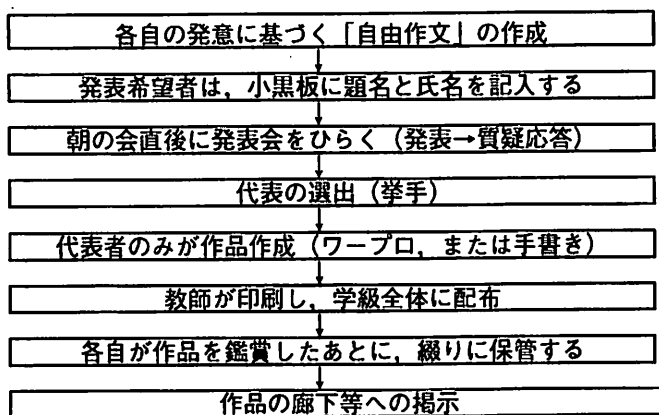 各自の発意に基づく「自由作文」の作成
発表希望者は，小黒板に題名と氏名を記入する
朝の会直後に発表会をひらく（発表→質疑応答）
代表の選出（挙手）
代表者のみが作品作成（ワープロ，または手書き）
教師が印刷し，学級全体に配布
各自が作品を鑑賞したあとに，綴りに保管する
作品の廊下等への掲示